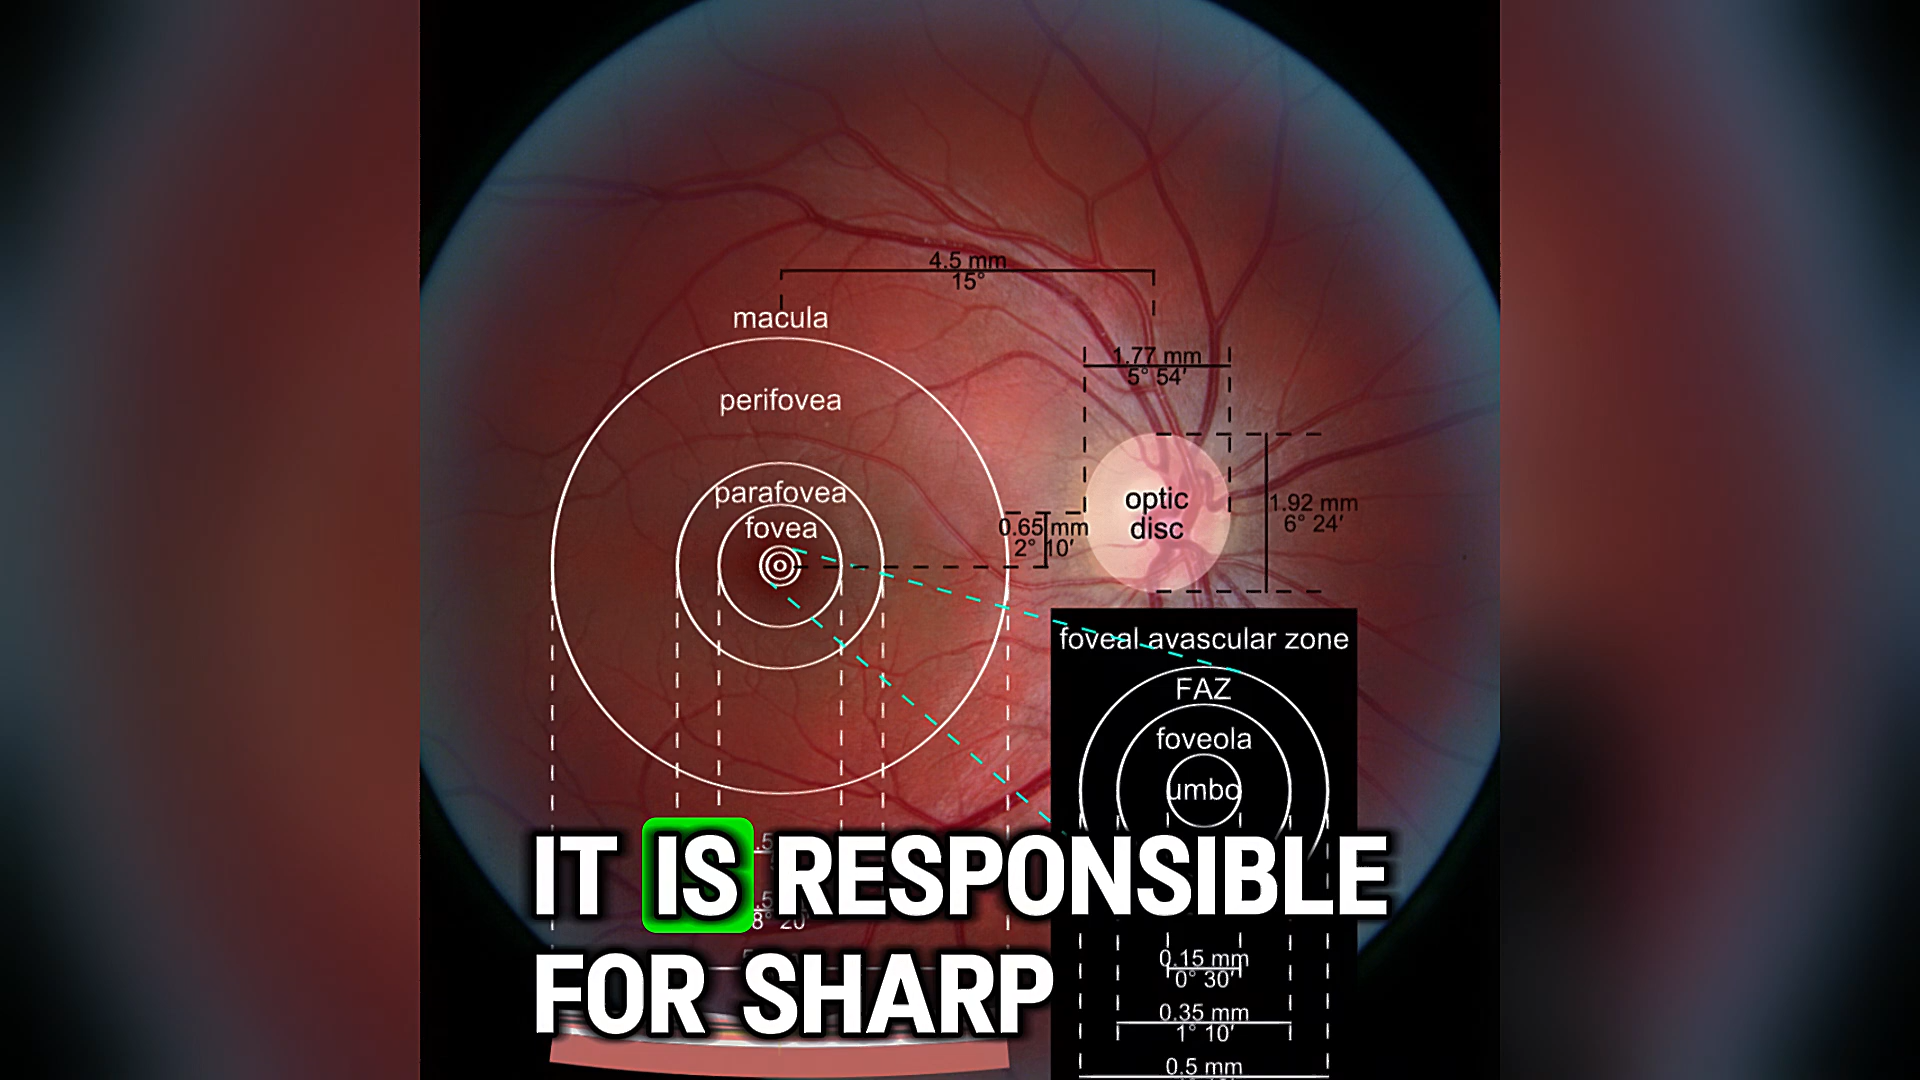 4.5 mm
15°
macula
1.77 mm
5° 54′
perifovea
parafovea
fovea
optic
disc
1.92 mm
6° 24′
0.65 mm
2° 10′
foveal avascular zone
FAZ
foveola
umbo
IT IS RESPONSIBLE
FOR SHARP
0.15 mm
0° 30′
0.35 mm
1° 10′
0.5 mm